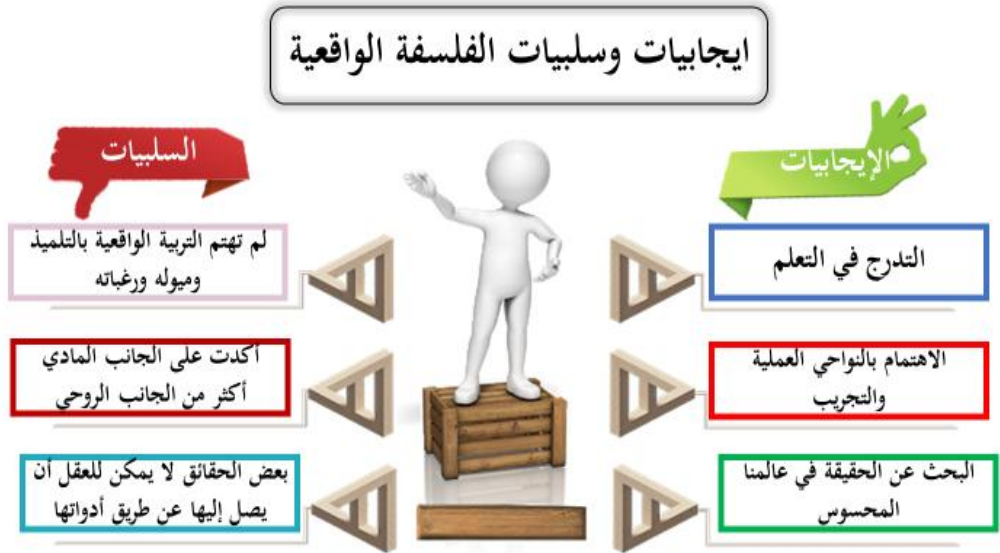 ايجابيات وسلبيات الفلسفة الواقعية
الإيجابيات
التدرج في التعلم
الاهتمام بالنواحي العملية
والتجريب
البحث عن الحقيقة في عالمنا
المحسوس
السلبيات
لم تهتم التربية الواقعية بالتلميذ
وميوله ورغباته
أكدت على الجانب المادي
أكثر من الجانب الروحي
بعض الحقائق لا يمكن للعقل أن
يصل إليها عن طريق أدواتها